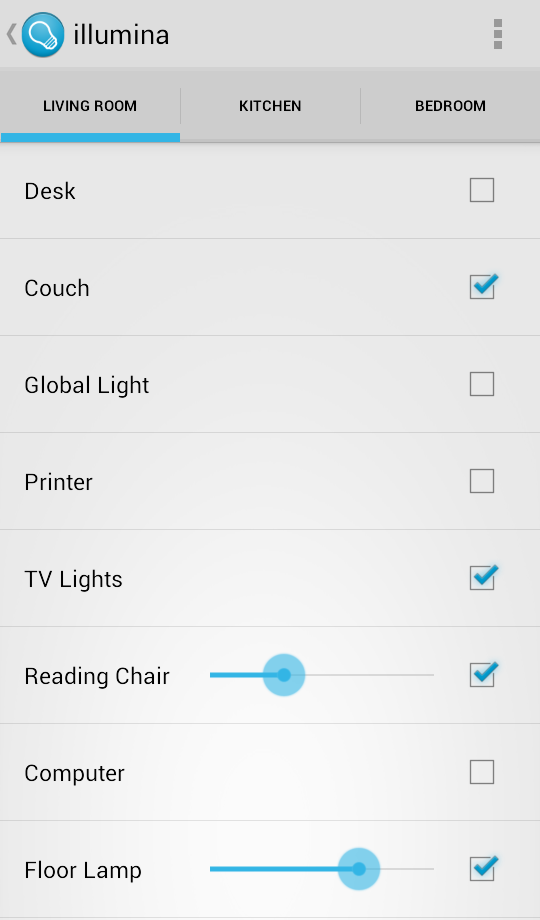 illumina
LIVING ROOM
KITCHEN
BEDROOM
Desk
Couch
Global Light
Printer
TV Lights
Reading Chair
Computer
Floor Lamp